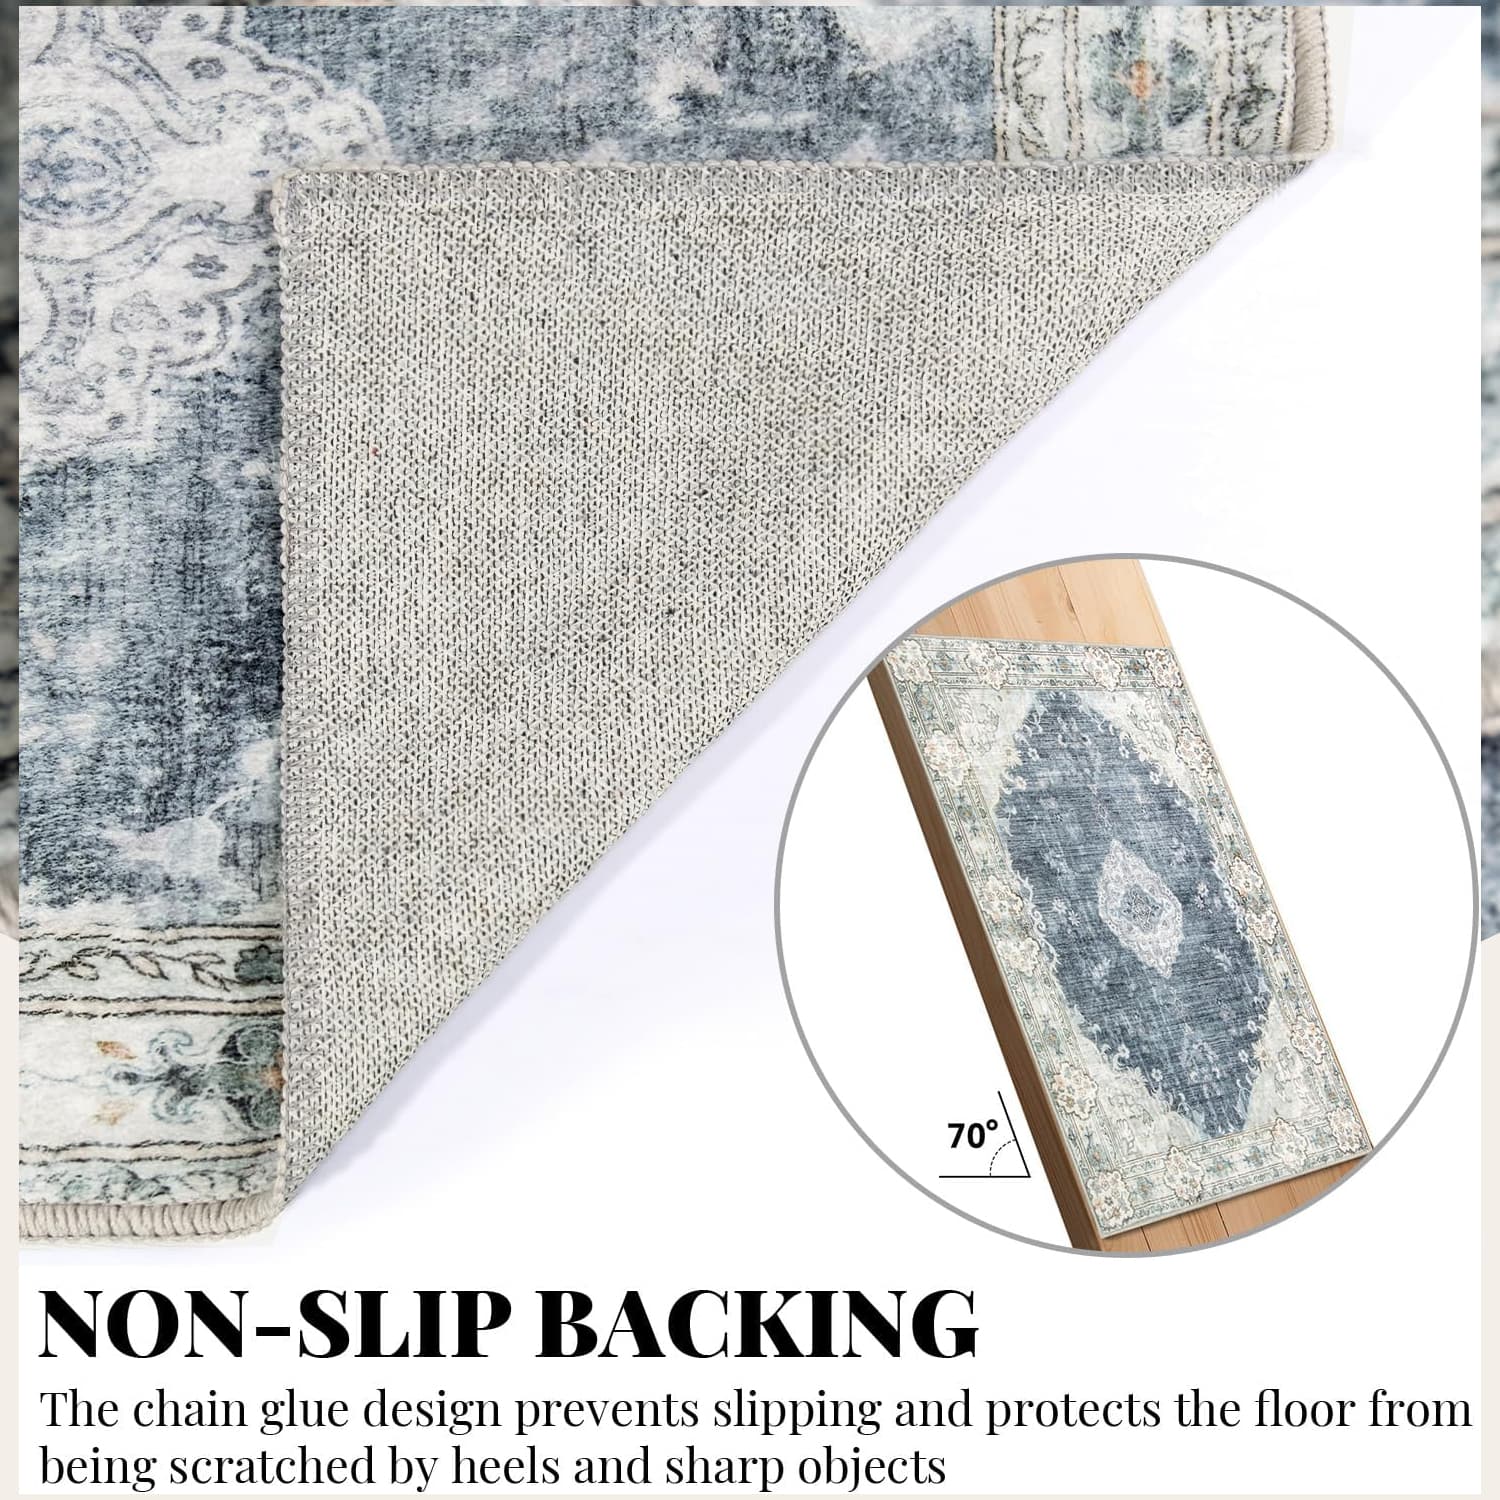 70°
NON-SLIP BACKING
The chain glue design prevents slipping and protects the floor from
being scratched by heels and sharp objects